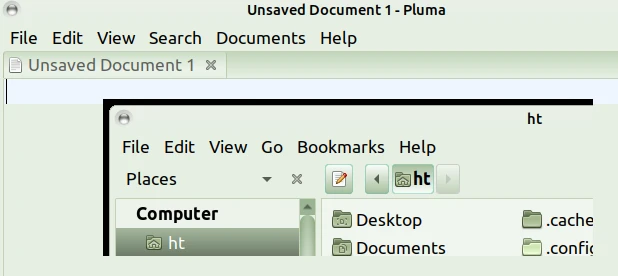 Unsaved Document 1 - Pluma
File Edit View Search Documents Help
Unsaved Document 1
ht
File Edit View Go Bookmarks Help
Places ht
Computer
Desktop .cache
ht
Documents .config